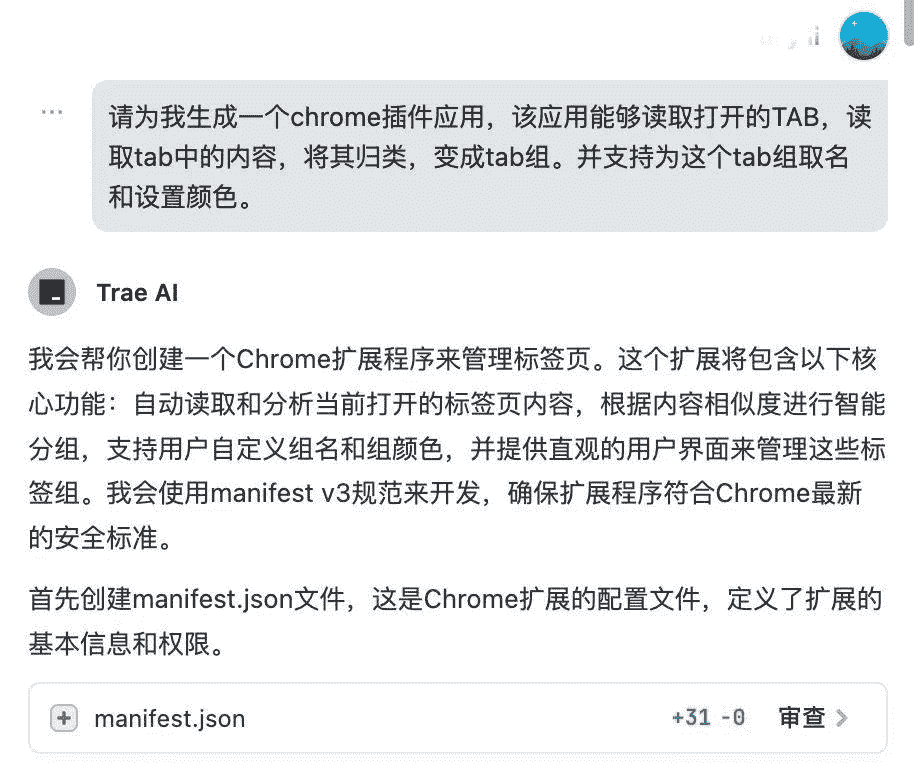 请为我生成一个chrome插件应用，该应用能够读取打开的TAB，读
取tab中的内容，将其归类，变成tab组。并支持为这个tab组取名
和设置颜色。
Trae AI
我会帮你创建一个Chrome扩展程序来管理标签页。这个扩展将包含以下核
心功能：自动读取和分析当前打开的标签页内容，根据内容相似度进行智能
分组，支持用户自定义组名和组颜色，并提供直观的用户界面来管理这些标
签组。我会使用manifest v3规范来开发，确保扩展程序符合Chrome最新
的安全标准。
首先创建manifest.json文件，这是Chrome扩展的配置文件，定义了扩展的
基本信息和权限。
manifest.json +31 -0 审查